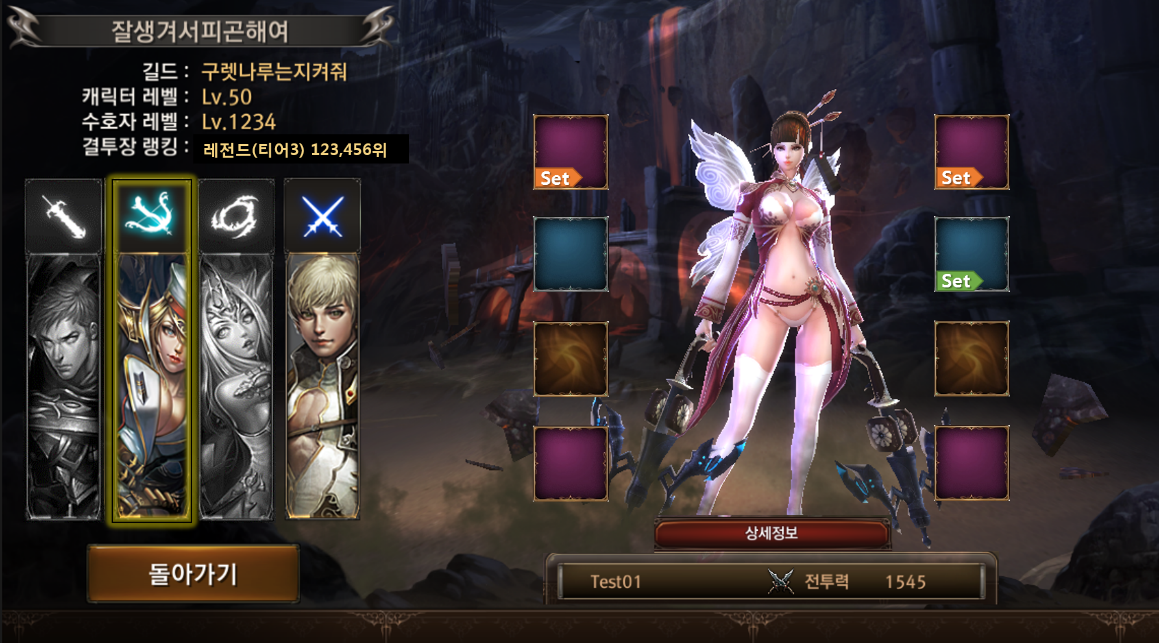 잘생겨서피곤해여
길드 : 구렛나루는지켜줘
캐릭터 레벨 : Lv.50
수호자 레벨 : Lv.1234
결투장 랭킹 : 레전드(티어3) 123,456위
Set
Set
Set
상세정보
돌아가기
Test01 전투력 1545